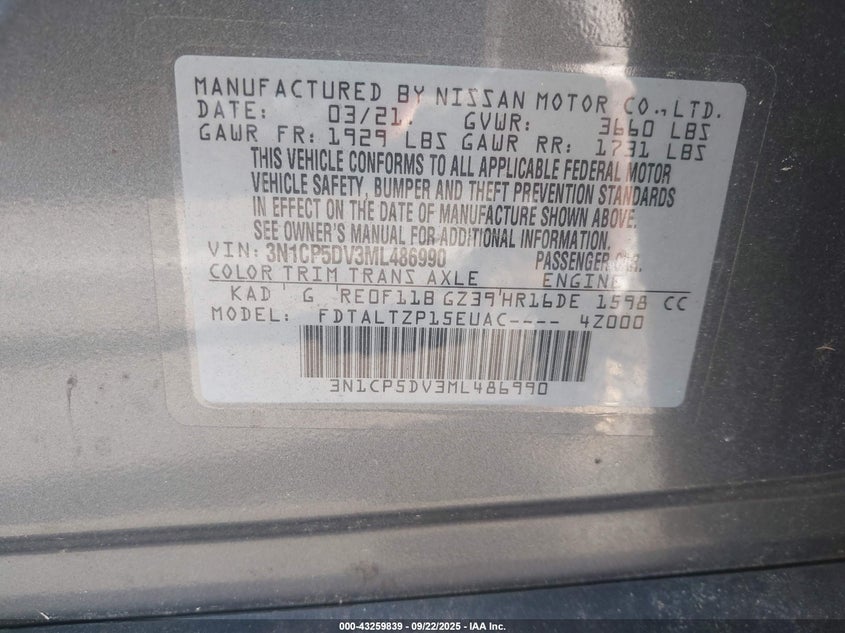 MANUFACTURED BY NISSAN MOTOR CO., LTD.
DATE: 03/21. GVWR: 3660 LBS
GAWR FR: 1929 LBS GAWR RR: 1731 LBS
THIS VEHICLE CONFORMS TO ALL APPLICABLE FEDERAL MOTOR
VEHICLE SAFETY, BUMPER AND THEFT PREVENTION STANDARDS
IN EFFECT ON THE DATE OF MANUFACTURE SHOWN ABOVE.
SEE OWNER'S MANUAL FOR ADDITIONAL INFORMATION.
VIN: 3N1CP5DV3ML486990 PASSENGER CAR.
COLOR TRIM TRANS AXLE ENGINE
KAD G RE0F11B GZ39 HR16DE 1598 CC
MODEL: FDTALTZP15EUAC---- 4Z000
3N1CP5DV3ML486990
000-43259839 - 09/22/2025 - IAA Inc.